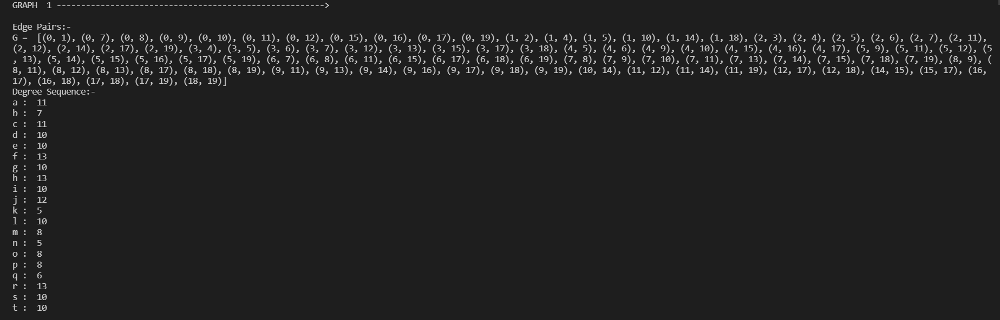 GRAPH  1 ------------------------------------------------------->
Edge Pairs:-
G =  [(0, 1), (0, 7), (0, 8), (0, 9), (0, 10), (0, 11), (0, 12), (0, 15), (0, 16), (0, 17), (0, 19), (1, 2), (1, 4), (1, 5), (1, 10), (1, 14), (1, 18), (2, 3), (2, 4), (2, 5), (2, 6), (2, 7), (2, 11),
(2, 12), (2, 14), (2, 17), (2, 19), (3, 4), (3, 5), (3, 6), (3, 7), (3, 12), (3, 13), (3, 15), (3, 17), (3, 18), (4, 5), (4, 6), (4, 9), (4, 10), (4, 15), (4, 16), (4, 17), (5, 9), (5, 11), (5, 12), (5
, 13), (5, 14), (5, 15), (5, 16), (5, 17), (5, 19), (6, 7), (6, 8), (6, 11), (6, 15), (6, 17), (6, 18), (6, 19), (7, 8), (7, 9), (7, 10), (7, 11), (7, 13), (7, 14), (7, 15), (7, 18), (7, 19), (8, 9), (
8, 11), (8, 12), (8, 13), (8, 17), (8, 18), (8, 19), (9, 11), (9, 13), (9, 14), (9, 16), (9, 17), (9, 18), (9, 19), (10, 14), (11, 12), (11, 14), (11, 19), (12, 17), (12, 18), (14, 15), (15, 17), (16,
17), (16, 18), (17, 18), (17, 19), (18, 19)]
Degree Sequence:-
a :  11
b :  7
c :  11
d :  10
e :  10
f :  13
g :  10
h :  13
i :  10
j :  12
k :  5
l :  10
m :  8
n :  5
o :  8
p :  8
q :  6
r :  13
s :  10
t :  10